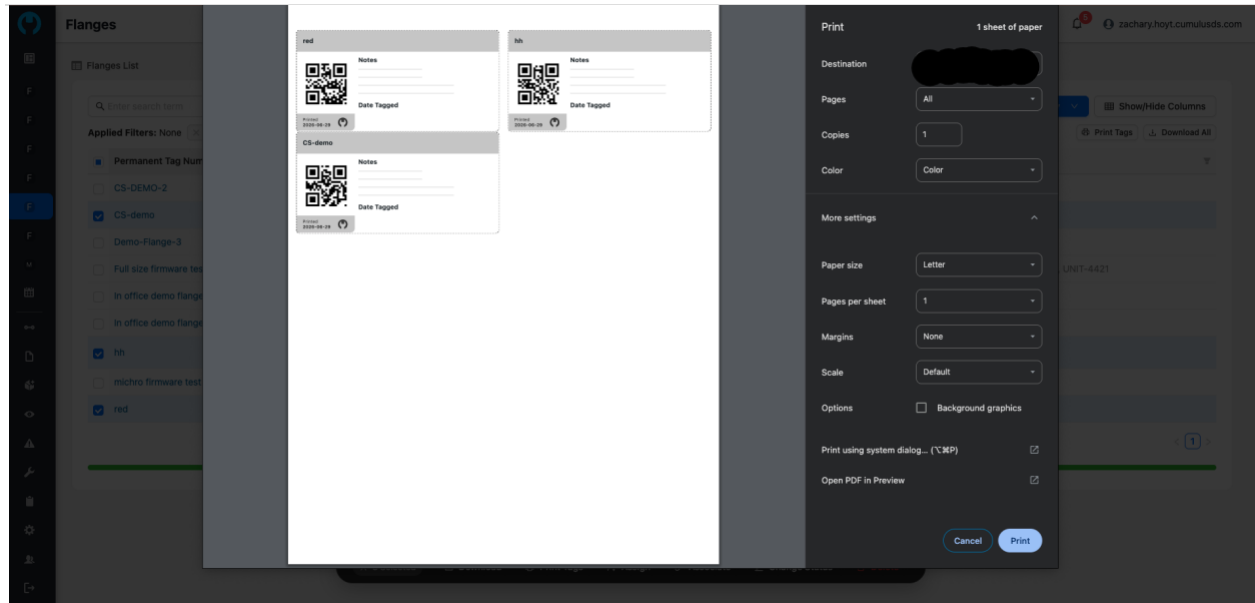 Flanges
5
zachary.hoyt.cumulusds.com
Flanges List
Enter search term
Show/Hide Columns
Applied Filters: None
Print Tags
Download All
Permanent Tag Num
CS-DEMO-2
CS-demo
Demo-Flange-3
Full size firmware tes
UNIT-4421
In office demo flange
In office demo flange
hh
michro firmware test
red
1
F
F
F
F
F
F
M
red
Notes
Date Tagged
Printed
hh
Notes
Date Tagged
Printed
CS-demo
Notes
Date Tagged
Printed
Print
1 sheet of paper
Destination
Pages
All
Copies
1
Color
Color
More settings
Paper size
Letter
Pages per sheet
1
Margins
None
Scale
Default
Options
Background graphics
Print using system dialog... (⌥⌘P)
Open PDF in Preview
Cancel
Print